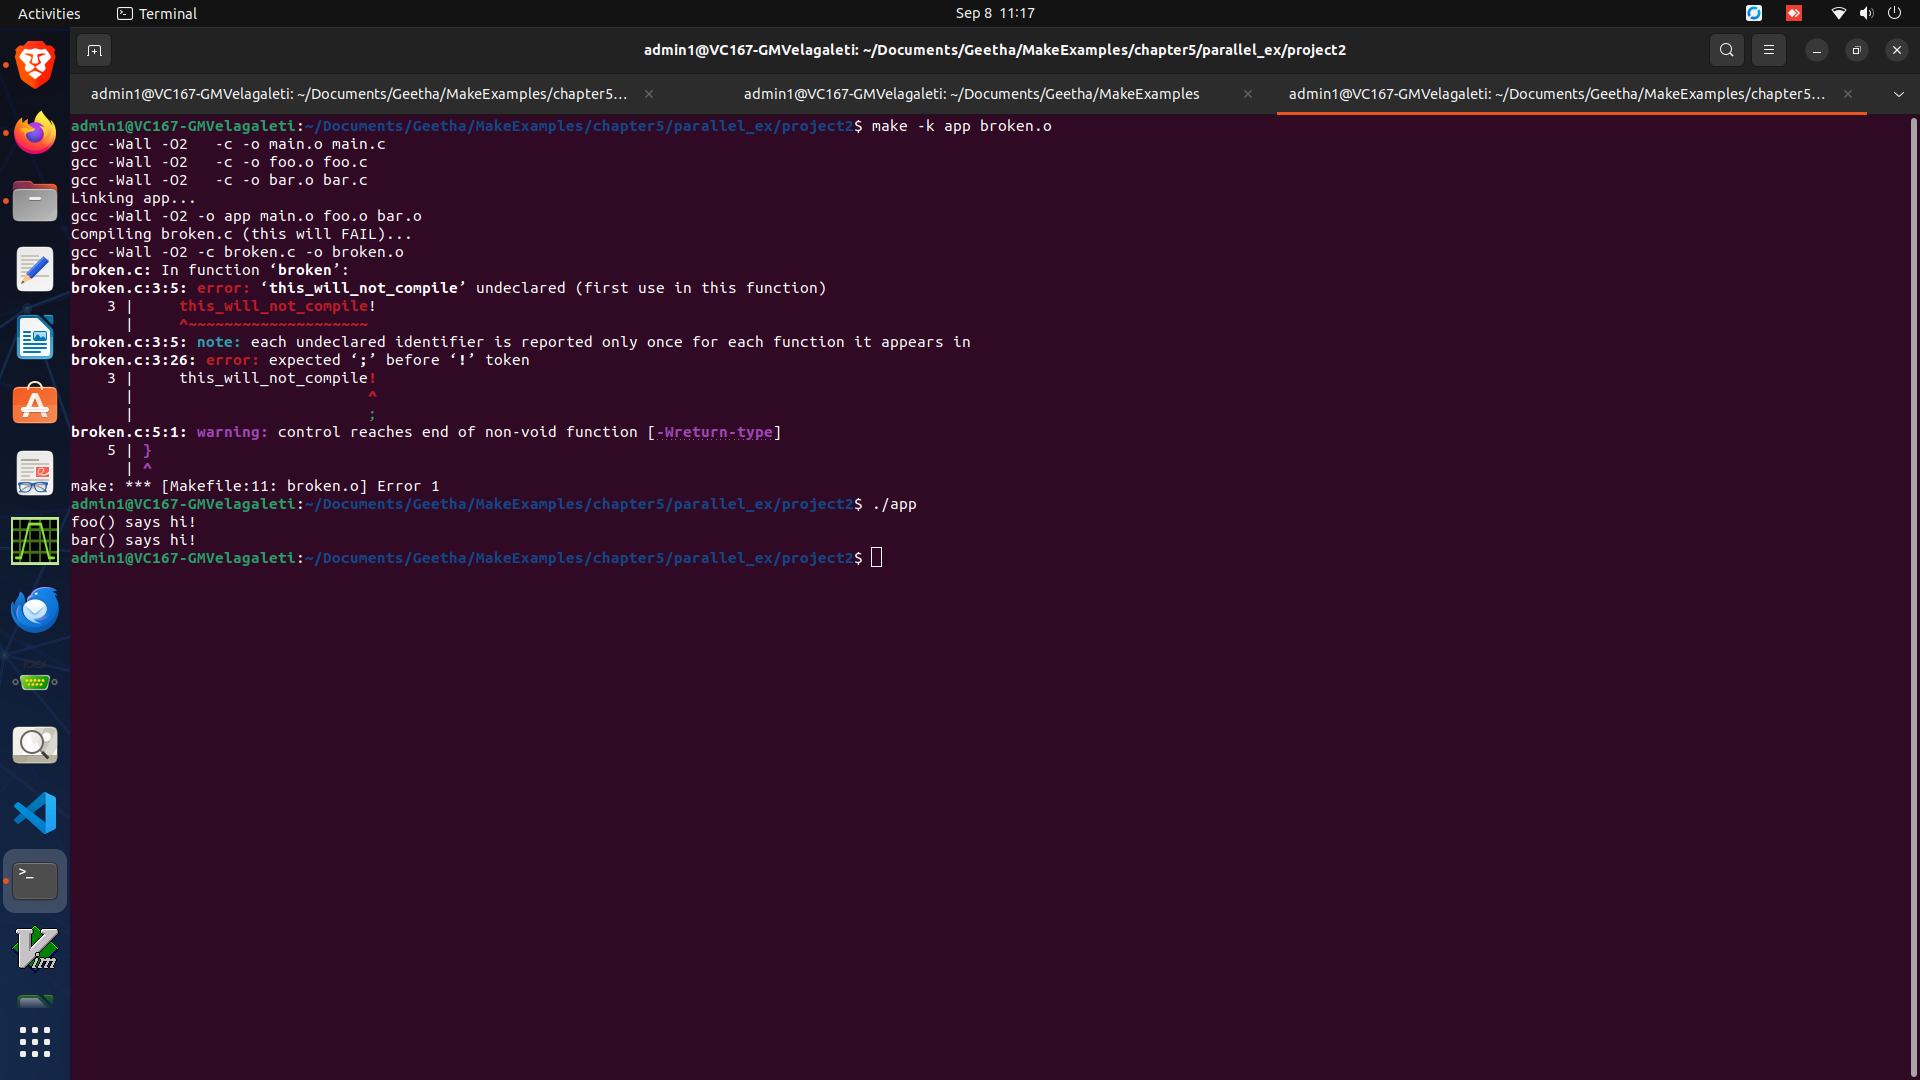 Activities
Terminal
Sep 8 11:17
admin1@VC167-GMVelagaleti: ~/Documents/Geetha/MakeExamples/chapter5/parallel_ex/project2
admin1@VC167-GMVelagaleti: ~/Documents/Geetha/MakeExamples/chapter5...
admin1@VC167-GMVelagaleti: ~/Documents/Geetha/MakeExamples
admin1@VC167-GMVelagaleti: ~/Documents/Geetha/MakeExamples/chapter5...
admin1@VC167-GMVelagaleti:~/Documents/Geetha/MakeExamples/chapter5/parallel_ex/project2$ make -k app broken.o
gcc -Wall -O2   -c -o main.o main.c
gcc -Wall -O2   -c -o foo.o foo.c
gcc -Wall -O2   -c -o bar.o bar.c
Linking app...
gcc -Wall -O2 -o app main.o foo.o bar.o
Compiling broken.c (this will FAIL)...
gcc -Wall -O2 -c broken.c -o broken.o
broken.c: In function ‘broken’:
broken.c:3:5: error: ‘this_will_not_compile’ undeclared (first use in this function)
    3 |     this_will_not_compile!
      |     ^~~~~~~~~~~~~~~~~~~~~
broken.c:3:5: note: each undeclared identifier is reported only once for each function it appears in
broken.c:3:26: error: expected ‘;’ before ‘!’ token
    3 |     this_will_not_compile!
      |                          ^
      |                          ;
broken.c:5:1: warning: control reaches end of non-void function [-Wreturn-type]
    5 | }
      | ^
make: *** [Makefile:11: broken.o] Error 1
admin1@VC167-GMVelagaleti:~/Documents/Geetha/MakeExamples/chapter5/parallel_ex/project2$ ./app
foo() says hi!
bar() says hi!
admin1@VC167-GMVelagaleti:~/Documents/Geetha/MakeExamples/chapter5/parallel_ex/project2$